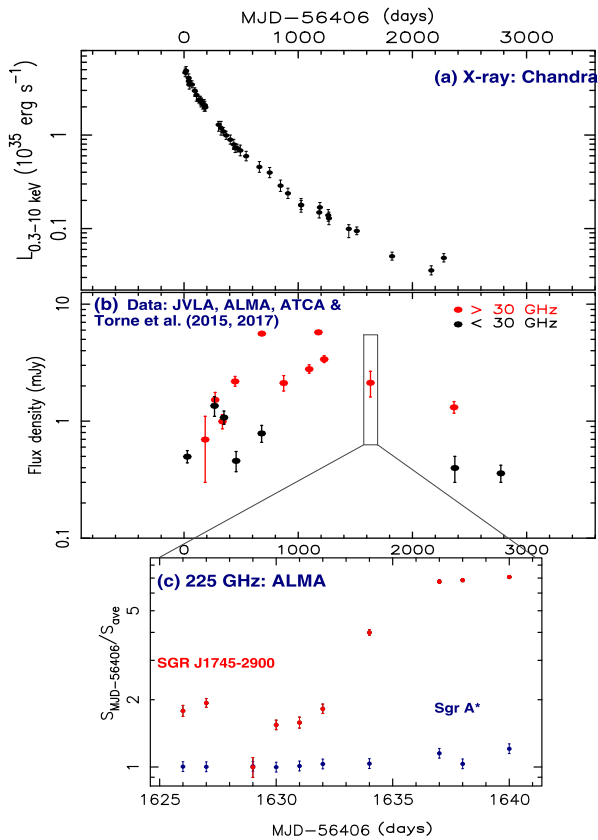 MJD−56406 (days)
0 1000 2000 3000
(a) X-ray: Chandra
L0.3−10 keV (10^35 erg s^−1)
1
0.1
(b) Data: JVLA, ALMA, ATCA &
Torne et al. (2015, 2017)
> 30 GHz
< 30 GHz
Flux density (mJy)
10
1
0.1
0 1000 2000 3000
(c) 225 GHz: ALMA
SMJD−56406/Save
5
2
1
SGR J1745-2900
Sgr A*
1625 1630 1635 1640
MJD−56406 (days)